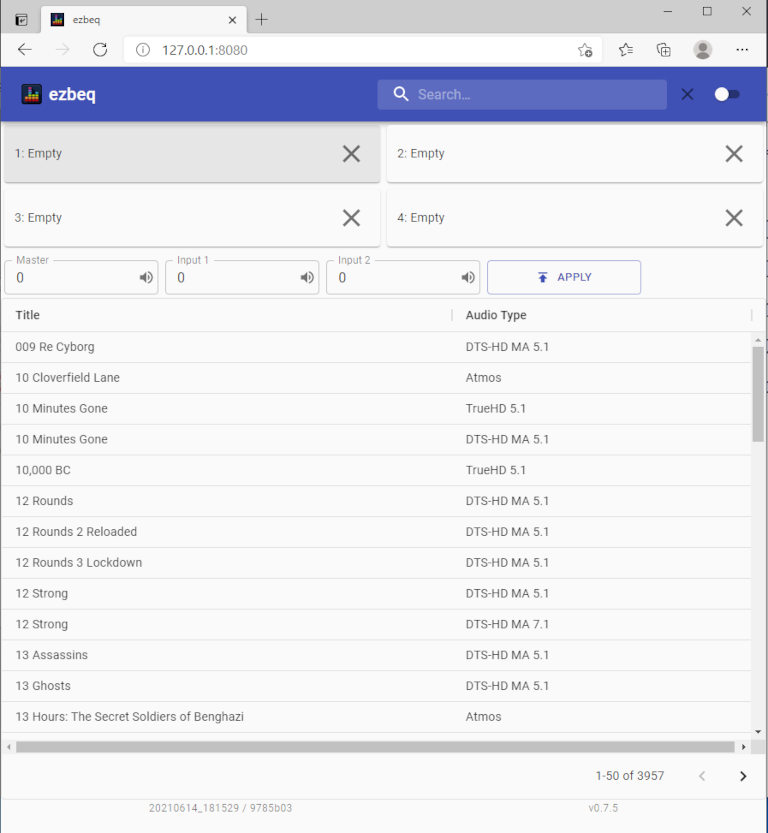 ezbeq
127.0.0.1:8080
ezbeq
Search...
1: Empty
2: Empty
3: Empty
4: Empty
Master
0
Input 1
0
Input 2
0
APPLY
Title Audio Type
009 Re Cyborg DTS-HD MA 5.1
10 Cloverfield Lane Atmos
10 Minutes Gone TrueHD 5.1
10 Minutes Gone DTS-HD MA 5.1
10,000 BC TrueHD 5.1
12 Rounds DTS-HD MA 5.1
12 Rounds 2 Reloaded DTS-HD MA 5.1
12 Rounds 3 Lockdown DTS-HD MA 5.1
12 Strong DTS-HD MA 5.1
12 Strong DTS-HD MA 7.1
13 Assassins DTS-HD MA 5.1
13 Ghosts DTS-HD MA 5.1
13 Hours: The Secret Soldiers of Benghazi Atmos
1-50 of 3957
20210614_181529 / 9785b03 v0.7.5